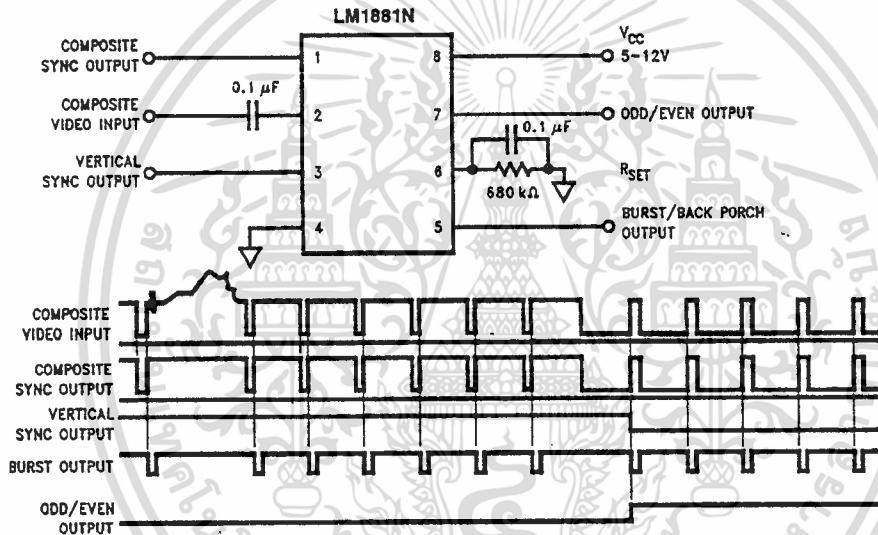 LM1881N
COMPOSITE
SYNC OUTPUT
1
8
VCC
5-12V
COMPOSITE
VIDEO INPUT
0.1 μF
2
7
ODD/EVEN OUTPUT
0.1 μF
VERTICAL
SYNC OUTPUT
3
6
680 kΩ
RSET
4
5
BURST/BACK PORCH
OUTPUT
COMPOSITE
VIDEO INPUT
COMPOSITE
SYNC OUTPUT
VERTICAL
SYNC OUTPUT
BURST OUTPUT
ODD/EVEN
OUTPUT